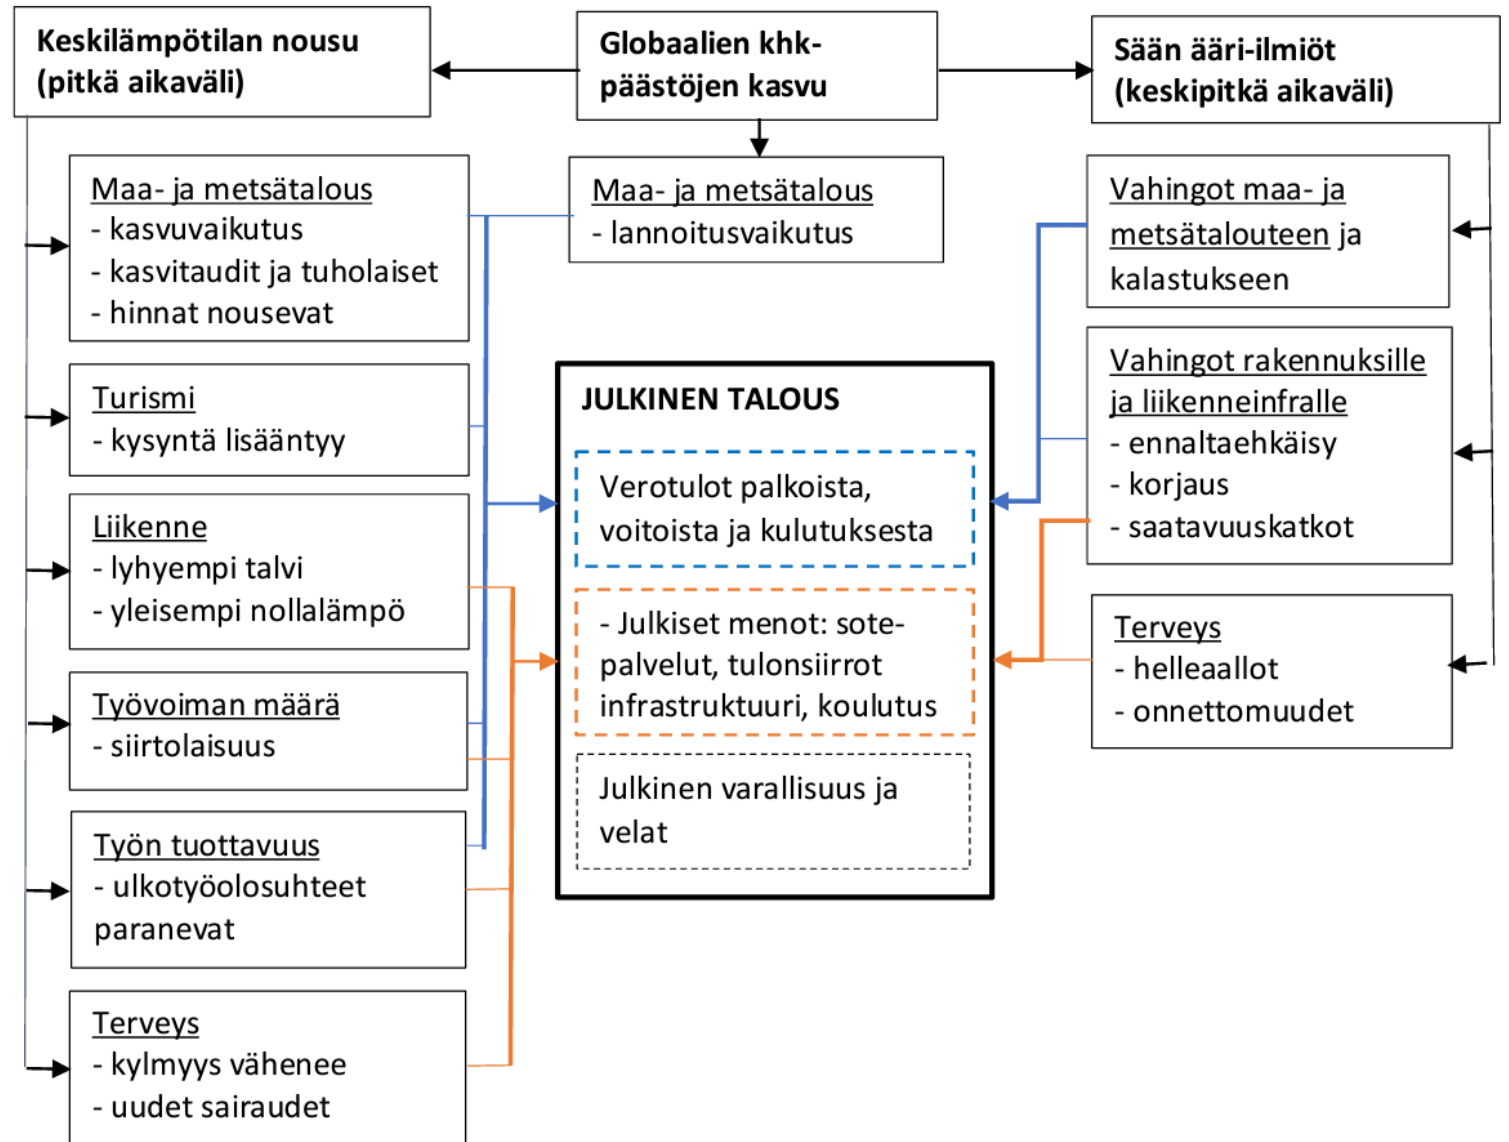 Keskilämpötilan nousu
(pitkä aikaväli)
Globaalien khk-
päästöjen kasvu
Sään ääri-ilmiöt
(keskipitkä aikaväli)
Maa- ja metsätalous
- kasvuvaikutus
- kasvitaudit ja tuholaiset
- hinnat nousevat
Turismi
- kysyntä lisääntyy
Liikenne
- lyhyempi talvi
- yleisempi nollalämpö
Työvoiman määrä
- siirtolaisuus
Työn tuottavuus
- ulkotyöolosuhteet
paranevat
Terveys
- kylmyys vähenee
- uudet sairaudet
Maa- ja metsätalous
- lannoitusvaikutus
JULKINEN TALOUS
Verotulot palkoista,
voitoista ja kulutuksesta
- Julkiset menot: sote-
palvelut, tulonsiirrot
infrastruktuuri, koulutus
Julkinen varallisuus ja
velat
Vahingot maa- ja
metsätalouteen ja
kalastukseen
Vahingot rakennuksille
ja liikenneinfralle
- ennaltaehkäisy
- korjaus
- saatavuuskatkot
Terveys
- helleaallot
- onnettomuudet